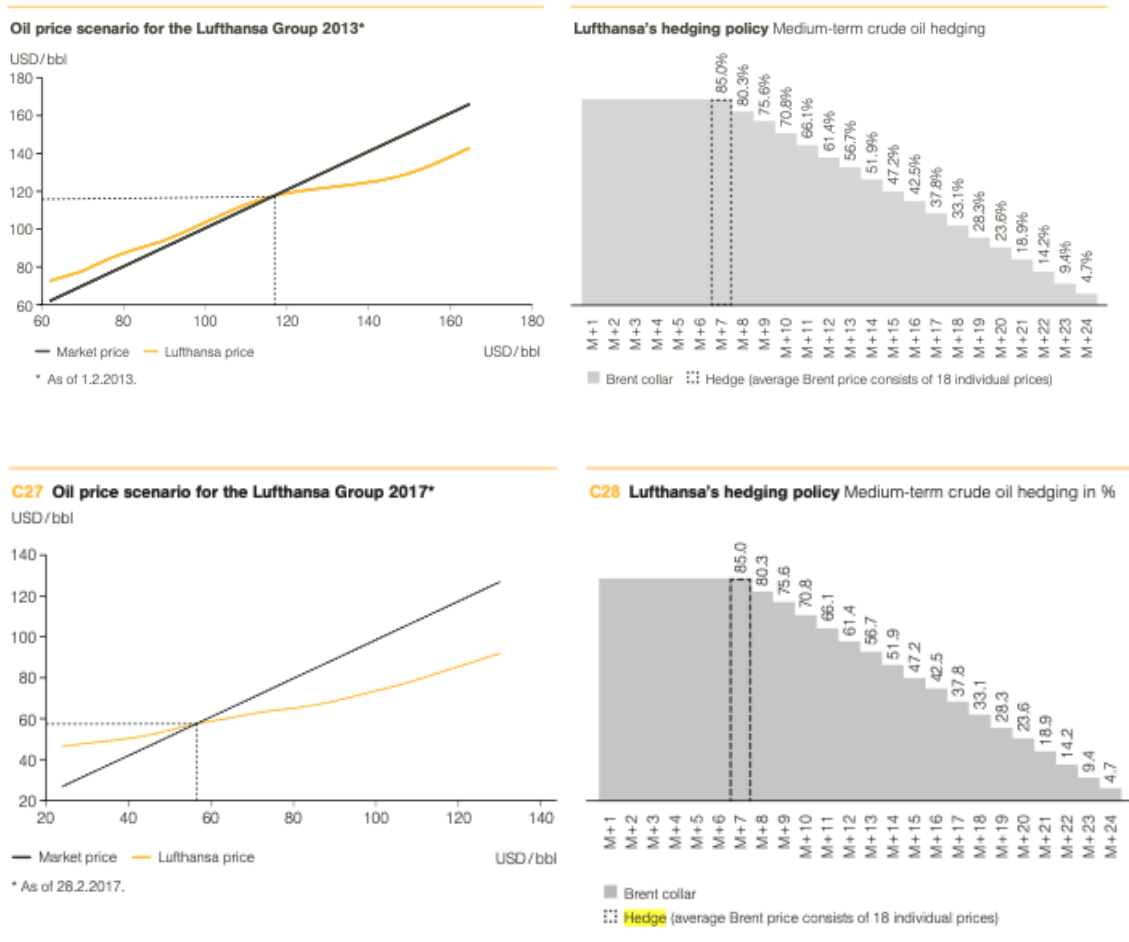 Oil price scenario for the Lufthansa Group 2013*
USD/bbl
180
160
140
120
100
80
60
60 80 100 120 140 160 180
Market price Lufthansa price USD/bbl
* As of 1.2.2013.
Lufthansa's hedging policy Medium-term crude oil hedging
85.0%
80.3%
75.6%
70.8%
66.1%
61.4%
56.7%
51.9%
47.2%
42.5%
37.8%
33.1%
28.3%
23.6%
18.9%
14.2%
9.4%
4.7%
M+1
M+2
M+3
M+4
M+5
M+6
M+7
M+8
M+9
M+10
M+11
M+12
M+13
M+14
M+15
M+16
M+17
M+18
M+19
M+20
M+21
M+22
M+23
M+24
Brent collar Hedge (average Brent price consists of 18 individual prices)
C27 Oil price scenario for the Lufthansa Group 2017*
USD/bbl
140
120
100
80
60
40
20
20 40 60 80 100 120 140
Market price Lufthansa price USD/bbl
* As of 28.2.2017.
C28 Lufthansa's hedging policy Medium-term crude oil hedging in %
85.0
80.3
75.6
70.8
66.1
61.4
56.7
51.9
47.2
42.5
37.8
33.1
28.3
23.6
18.9
14.2
9.4
4.7
M+1
M+2
M+3
M+4
M+5
M+6
M+7
M+8
M+9
M+10
M+11
M+12
M+13
M+14
M+15
M+16
M+17
M+18
M+19
M+20
M+21
M+22
M+23
M+24
Brent collar
Hedge (average Brent price consists of 18 individual prices)